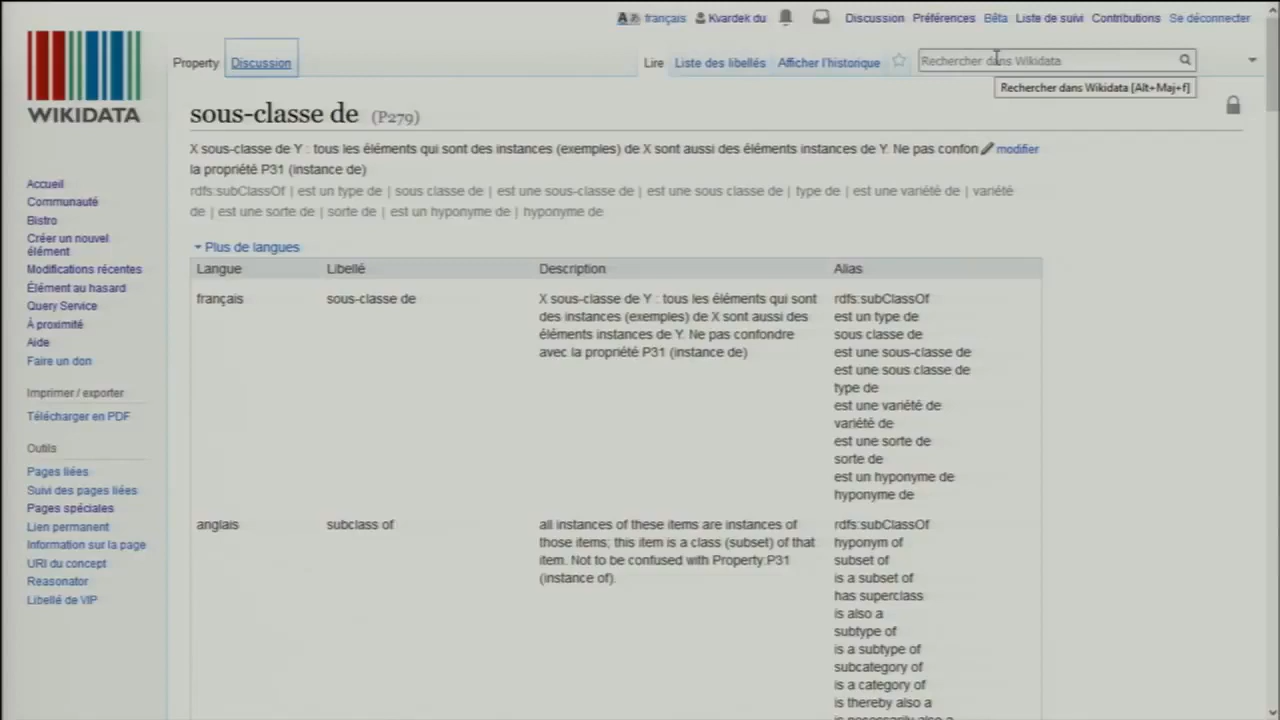 français Kvardek du Discussion Préférences Bêta Liste de suivi Contributions Se déconnecter
Property Discussion Lire Liste des libellés Afficher l'historique Rechercher dans Wikidata
Rechercher dans Wikidata [Alt+Maj+f]
WIKIDATA
sous-classe de (P279)
X sous-classe de Y : tous les éléments qui sont des instances (exemples) de X sont aussi des éléments instances de Y. Ne pas confon modifier
la propriété P31 (instance de)
rdfs:subClassOf | est un type de | sous classe de | est une sous-classe de | est une sous classe de | type de | est une variété de | variété
de | est une sorte de | sorte de | est un hyponyme de | hyponyme de
Plus de langues
Langue Libellé Description Alias
français sous-classe de X sous-classe de Y : tous les éléments qui sont rdfs:subClassOf
des instances (exemples) de X sont aussi des est un type de
éléments instances de Y. Ne pas confondre sous classe de
avec la propriété P31 (instance de) est une sous-classe de
est une sous classe de
type de
est une variété de
variété de
est une sorte de
sorte de
est un hyponyme de
hyponyme de
anglais subclass of all instances of these items are instances of rdfs:subClassOf
those items; this item is a class (subset) of that hyponym of
item. Not to be confused with Property:P31 subset of
(instance of). is a subset of
has superclass
is also a
subtype of
is a subtype of
subcategory of
is a category of
is thereby also a
is necessarily also a
Accueil
Communauté
Bistro
Créer un nouvel
élément
Modifications récentes
Élément au hasard
Query Service
À proximité
Aide
Faire un don
Imprimer / exporter
Télécharger en PDF
Outils
Pages liées
Suivi des pages liées
Pages spéciales
Lien permanent
Information sur la page
URI du concept
Reasonator
Libellé de VIP